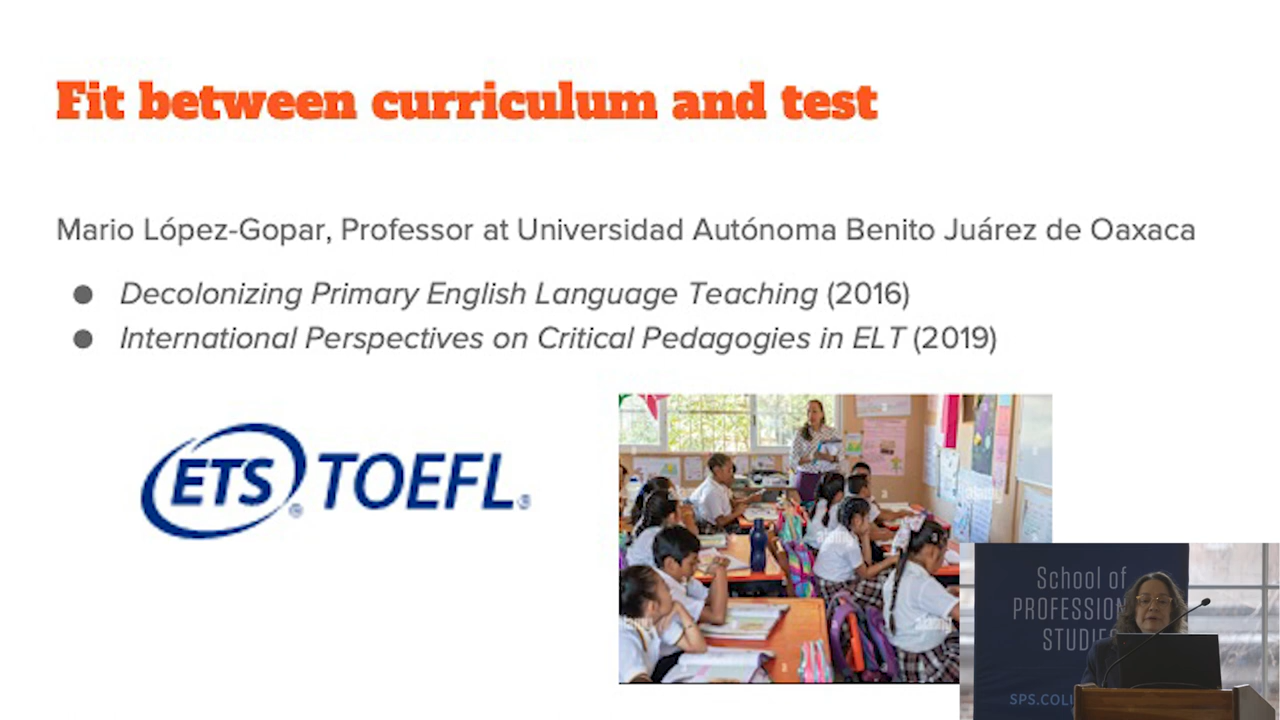 Fit between curriculum and test
Mario López-Gopar, Professor at Universidad Autónoma Benito Juárez de Oaxaca
● Decolonizing Primary English Language Teaching (2016)
● International Perspectives on Critical Pedagogies in ELT (2019)
ETS® TOEFL®
School of
PROFESSION
STUDIES
SPS.COL